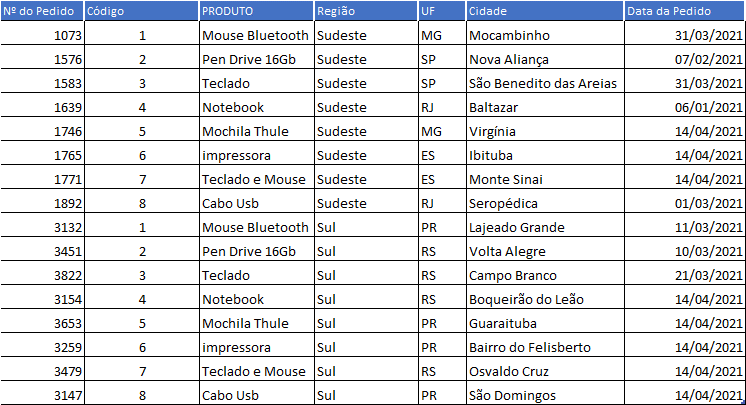 Nº do Pedido Código PRODUTO Região UF Cidade Data da Pedido
1073 1 Mouse Bluetooth Sudeste MG Mocambinho 31/03/2021
1576 2 Pen Drive 16Gb Sudeste SP Nova Aliança 07/02/2021
1583 3 Teclado Sudeste SP São Benedito das Areias 31/03/2021
1639 4 Notebook Sudeste RJ Baltazar 06/01/2021
1746 5 Mochila Thule Sudeste MG Virgínia 14/04/2021
1765 6 impressora Sudeste ES Ibituba 14/04/2021
1771 7 Teclado e Mouse Sudeste ES Monte Sinai 14/04/2021
1892 8 Cabo Usb Sudeste RJ Seropédica 01/03/2021
3132 1 Mouse Bluetooth Sul PR Lajeado Grande 11/03/2021
3451 2 Pen Drive 16Gb Sul RS Volta Alegre 10/03/2021
3822 3 Teclado Sul RS Campo Branco 21/03/2021
3154 4 Notebook Sul RS Boqueirão do Leão 14/04/2021
3653 5 Mochila Thule Sul PR Guaraituba 14/04/2021
3259 6 impressora Sul PR Bairro do Felisberto 14/04/2021
3479 7 Teclado e Mouse Sul RS Osvaldo Cruz 14/04/2021
3147 8 Cabo Usb Sul PR São Domingos 14/04/2021